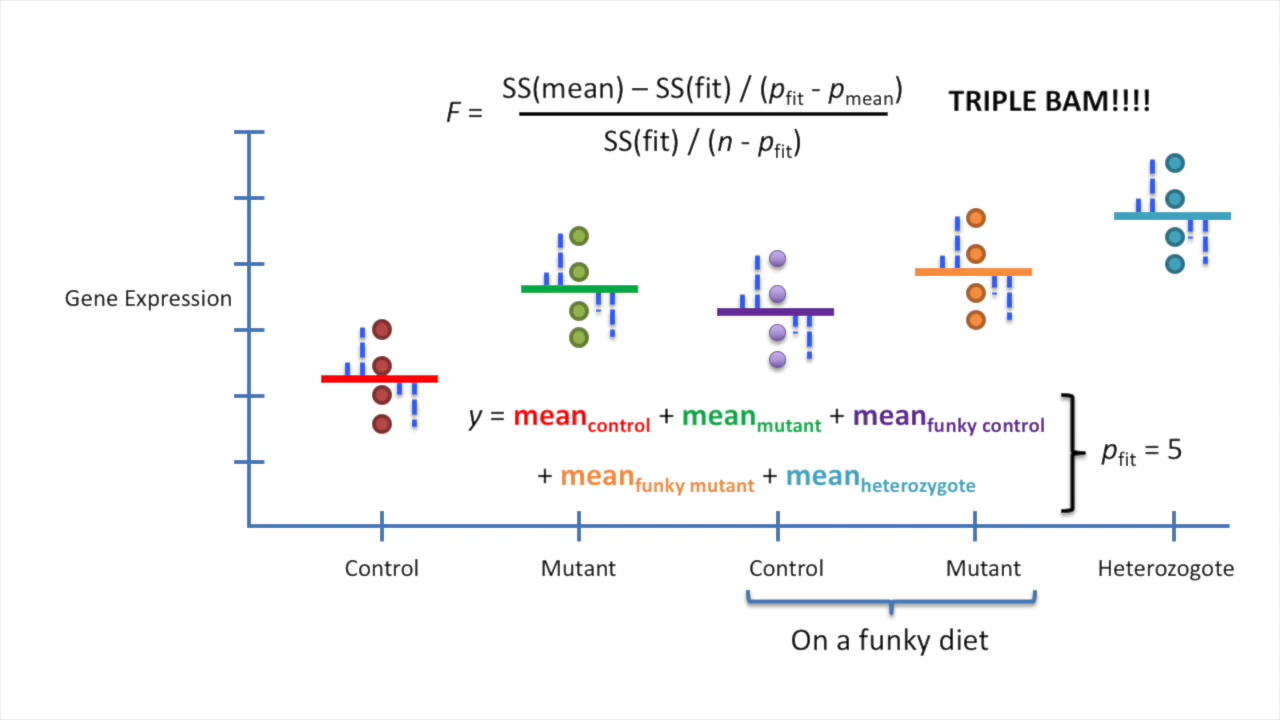 SS(mean) – SS(fit) / (pfit - pmean)
F =
SS(fit) / (n - pfit)
TRIPLE BAM!!!!
Gene Expression
y = meancontrol + meanmutant + meanfunky control
+ meanfunky mutant + meanheterozygote
pfit = 5
Control Mutant Control Mutant Heterozogote
On a funky diet